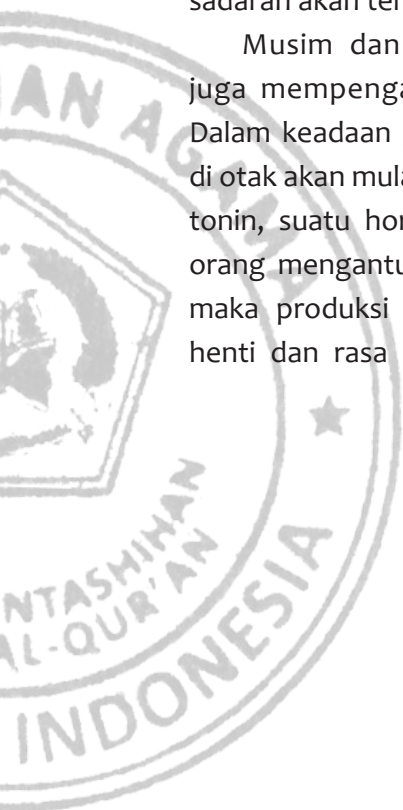 sadaran akan ter
Musim dan
juga mempenga
Dalam keadaan
di otak akan mula
tonin, suatu hor
orang mengantu
maka produksi
henti dan rasa
AN AGAMA
NTASHIHAN
AL-QUR'AN
INDONESIA